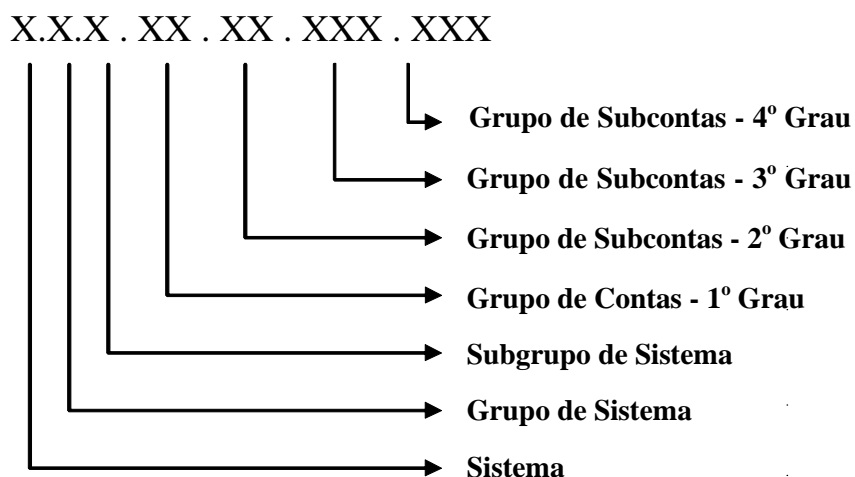 X.X.X . XX . XX . XXX . XXX
Grupo de Subcontas - 4º Grau
Grupo de Subcontas - 3º Grau
Grupo de Subcontas - 2º Grau
Grupo de Contas - 1º Grau
Subgrupo de Sistema
Grupo de Sistema
Sistema